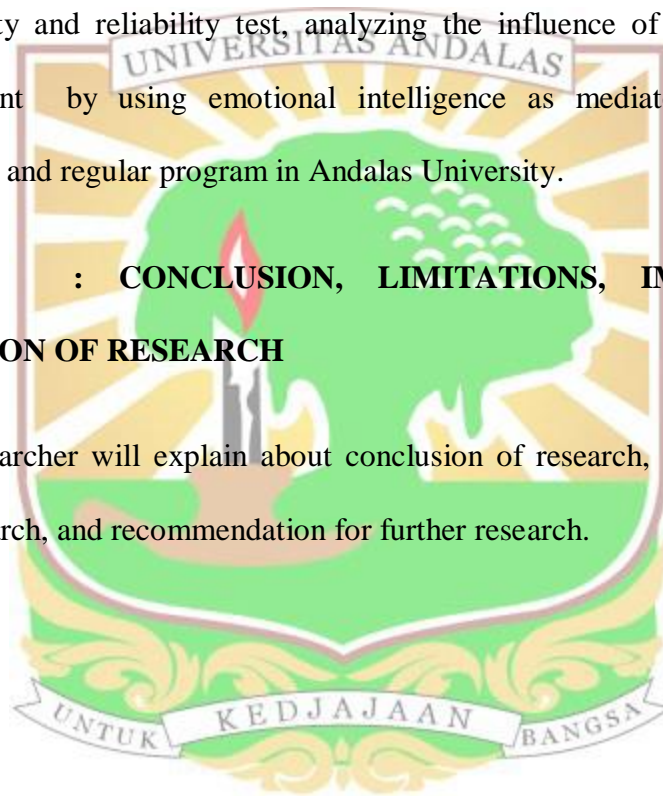 ty and reliability test, analyzing the influence of
UNIVERSITAS ANDALAS
nt by using emotional intelligence as mediat
and regular program in Andalas University.
: CONCLUSION, LIMITATIONS, IM
ON OF RESEARCH
archer will explain about conclusion of research,
rch, and recommendation for further research.
UNTUK KEDJAJAAN BANGSA